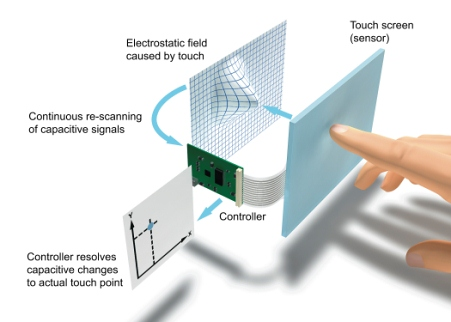 Touch screen
(sensor)
Electrostatic field
caused by touch
Continuous re-scanning
of capacitive signals
Controller
Y
X
Controller resolves
capacitive changes
to actual touch point